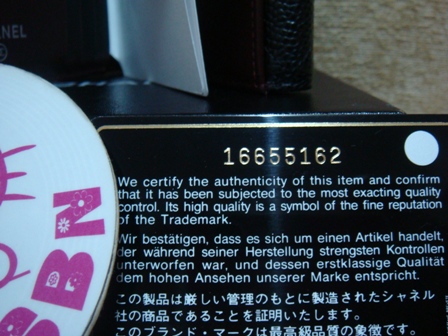 ANEL
16655162
We certify the authenticity of this item and confirm
that it has been subjected to the most exacting quality
control. Its high quality is a symbol of the fine reputation
of the Trademark.
Wir bestätigen, dass es sich um einen Artikel handelt,
der während seiner Herstellung strengsten Kontrollen
unterworfen war, und dessen erstklassige Qualität
dem hohen Ansehen unserer Marke entspricht.
この製品は厳しい管理のもとに製造されたシャネル
社の商品であることを証明いたします。
このブランド・マークは最高級品質の象徴です。
SBN